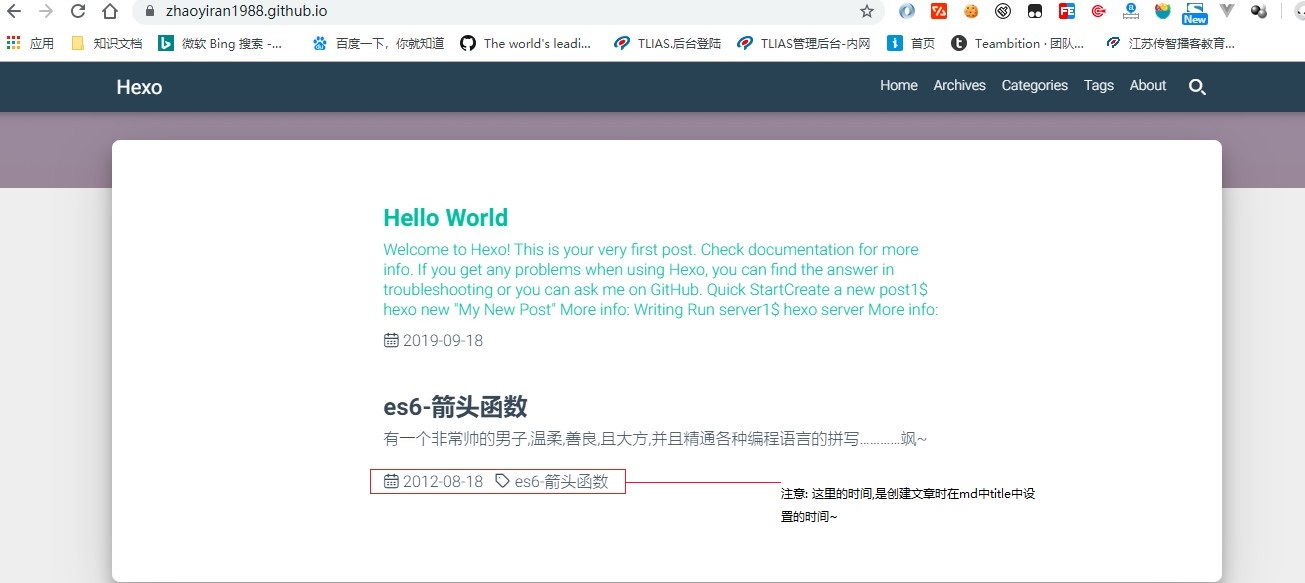 zhaoyiran1988.github.io
New
应用 知识文档 微软 Bing 搜索 -... 百度一下，你就知道 The world's leadi... TLIAS.后台登陆 TLIAS管理后台-内网 首页 Teambition · 团队... 江苏传智播客教育...
Hexo Home Archives Categories Tags About
Hello World
Welcome to Hexo! This is your very first post. Check documentation for more
info. If you get any problems when using Hexo, you can find the answer in
troubleshooting or you can ask me on GitHub. Quick StartCreate a new post1$
hexo new "My New Post" More info: Writing Run server1$ hexo server More info:
2019-09-18
es6-箭头函数
有一个非常帅的男子,温柔,善良,且大方,并且精通各种编程语言的拼写…………飒~
2012-08-18 es6-箭头函数
注意: 这里的时间,是创建文章时在md中title中设
置的时间~